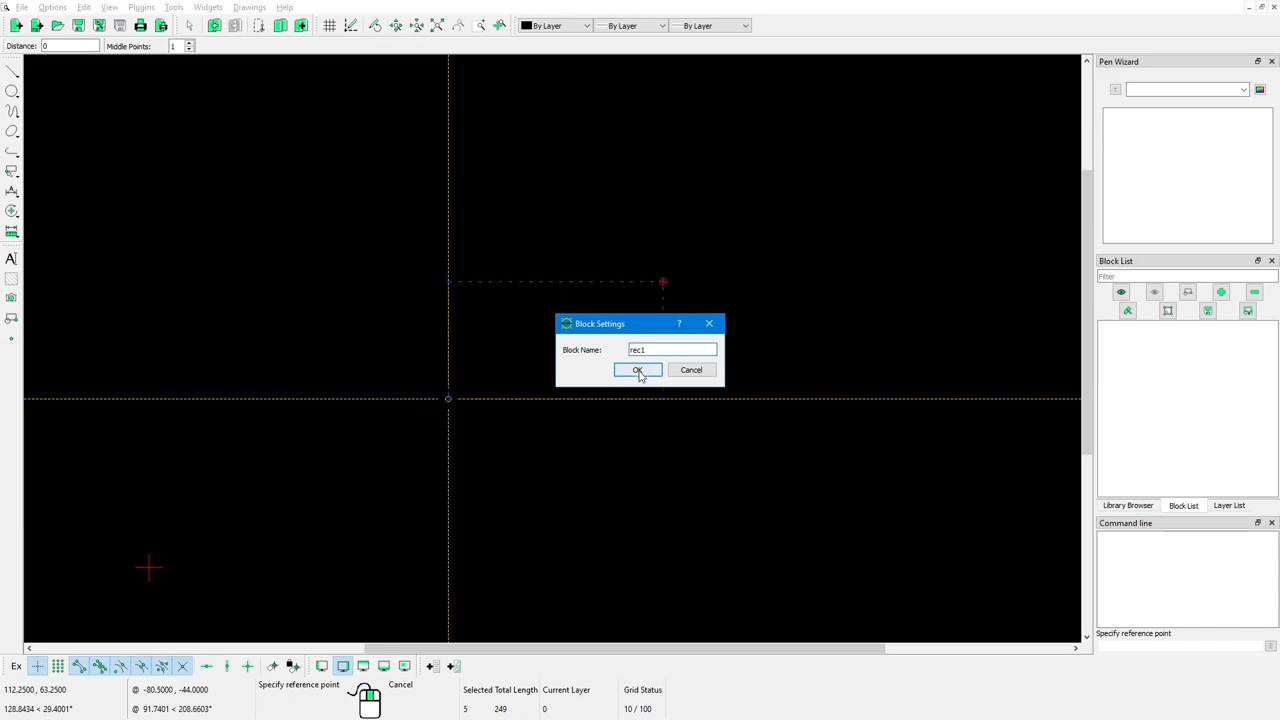 File Options Edit View Plugins Tools Widgets Drawings Help
By Layer By Layer By Layer
Distance: 0 Middle Points: 1
Pen Wizard
Block List
Filter
Block Settings ?
Block Name: rec1
OK Cancel
Library Browser Block List Layer List
Command line
Specify reference point
Ex
112.2500 , 63.2500 @ -80.5000 , -44.0000 Specify reference point Cancel Selected Total Length Current Layer Grid Status
128.8434 < 29.4001° @ 91.7401 < 208.6603° 5 249 0 10 / 100